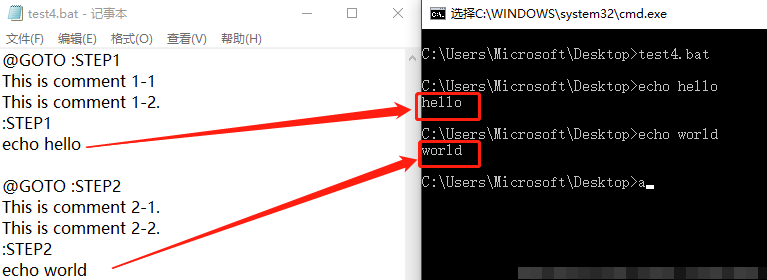 test4.bat - 记事本
文件(F) 编辑(E) 格式(O) 查看(V) 帮助(H)
@GOTO :STEP1
This is comment 1-1
This is comment 1-2.
:STEP1
echo hello
@GOTO :STEP2
This is comment 2-1.
This is comment 2-2.
:STEP2
echo world
选择C:\WINDOWS\system32\cmd.exe
C:\Users\Microsoft\Desktop>test4.bat
C:\Users\Microsoft\Desktop>echo hello
hello
C:\Users\Microsoft\Desktop>echo world
world
C:\Users\Microsoft\Desktop>a